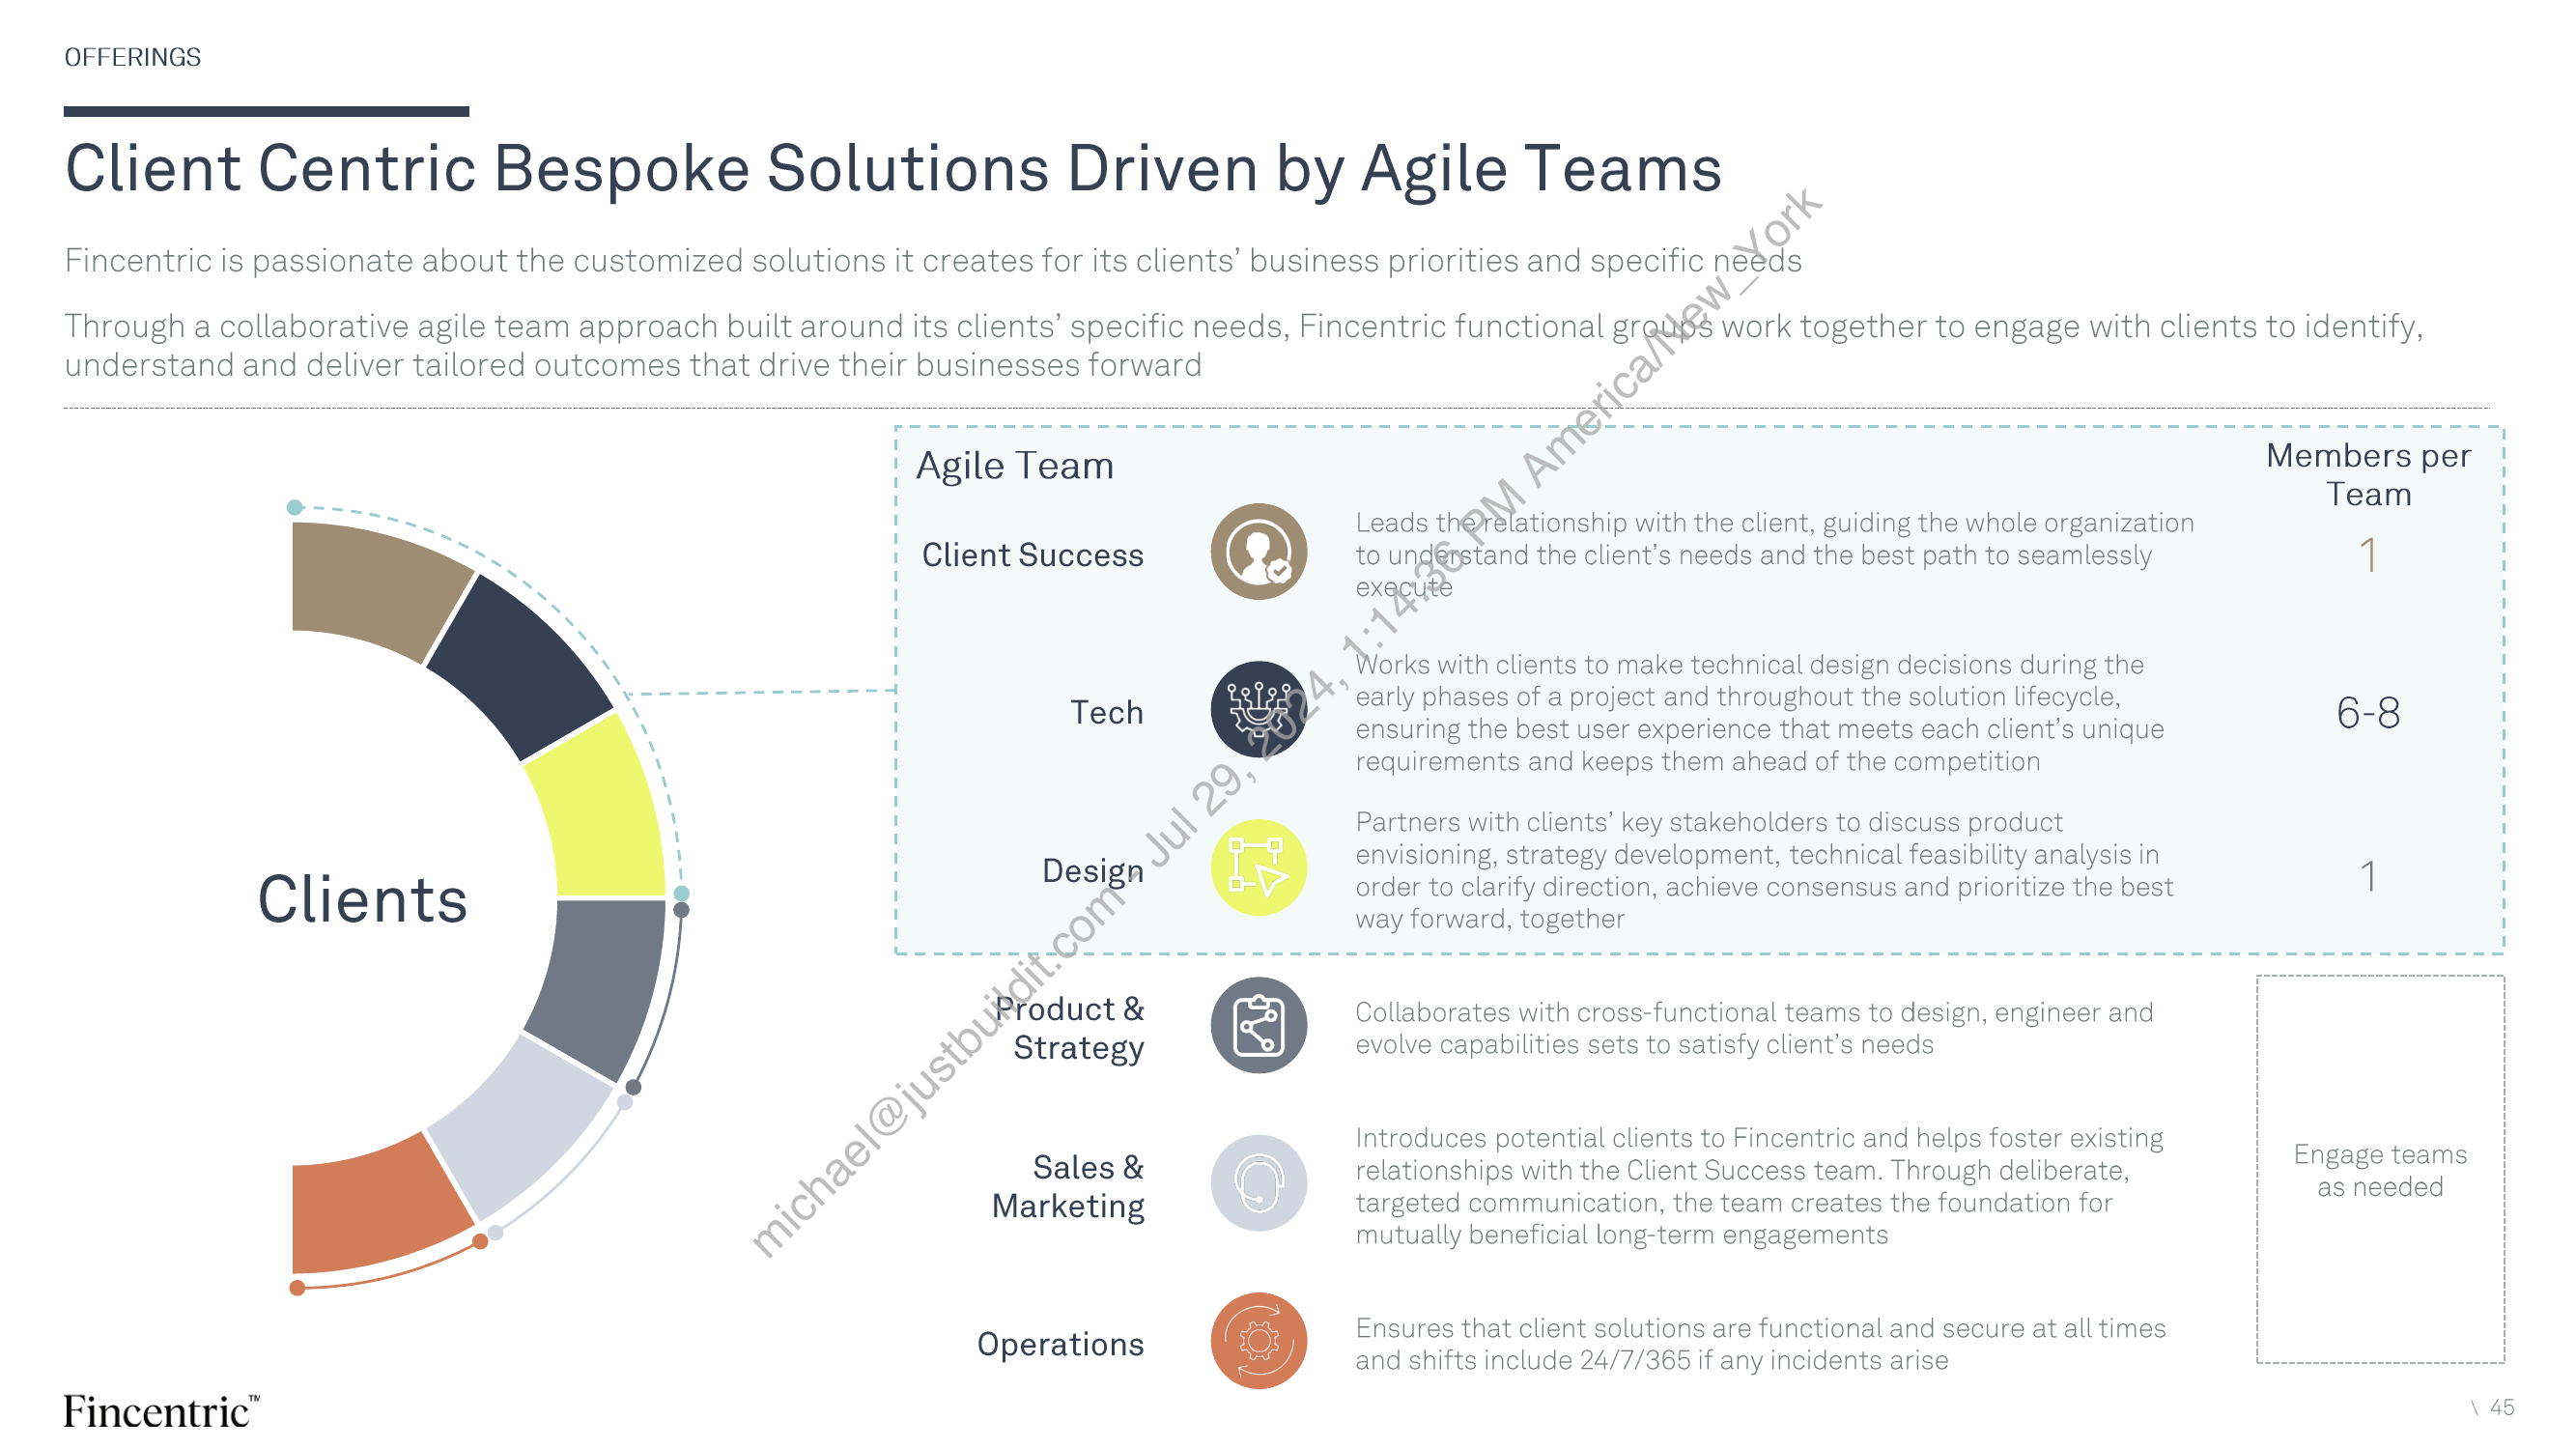 OFFERINGS
Client Centric Bespoke Solutions Driven by Agile Teams
Fincentric is passionate about the customized solutions it creates for its clients’ business priorities and specific needs
Through a collaborative agile team approach built around its clients’ specific needs, Fincentric functional groups work together to engage with clients to identify,
understand and deliver tailored outcomes that drive their businesses forward
Clients
Agile Team
Members per
Team
Client Success
Leads the relationship with the client, guiding the whole organization
to understand the client’s needs and the best path to seamlessly
execute
1
Tech
Works with clients to make technical design decisions during the
early phases of a project and throughout the solution lifecycle,
ensuring the best user experience that meets each client’s unique
requirements and keeps them ahead of the competition
6-8
Design
Partners with clients’ key stakeholders to discuss product
envisioning, strategy development, technical feasibility analysis in
order to clarify direction, achieve consensus and prioritize the best
way forward, together
1
Product &
Strategy
Collaborates with cross-functional teams to design, engineer and
evolve capabilities sets to satisfy client’s needs
Sales &
Marketing
Introduces potential clients to Fincentric and helps foster existing
relationships with the Client Success team. Through deliberate,
targeted communication, the team creates the foundation for
mutually beneficial long-term engagements
Engage teams
as needed
Operations
Ensures that client solutions are functional and secure at all times
and shifts include 24/7/365 if any incidents arise
michael@justbuildit.com - Jul 29, 2024, 1:14:36 PM America/New_York
Fincentric™
\ 45